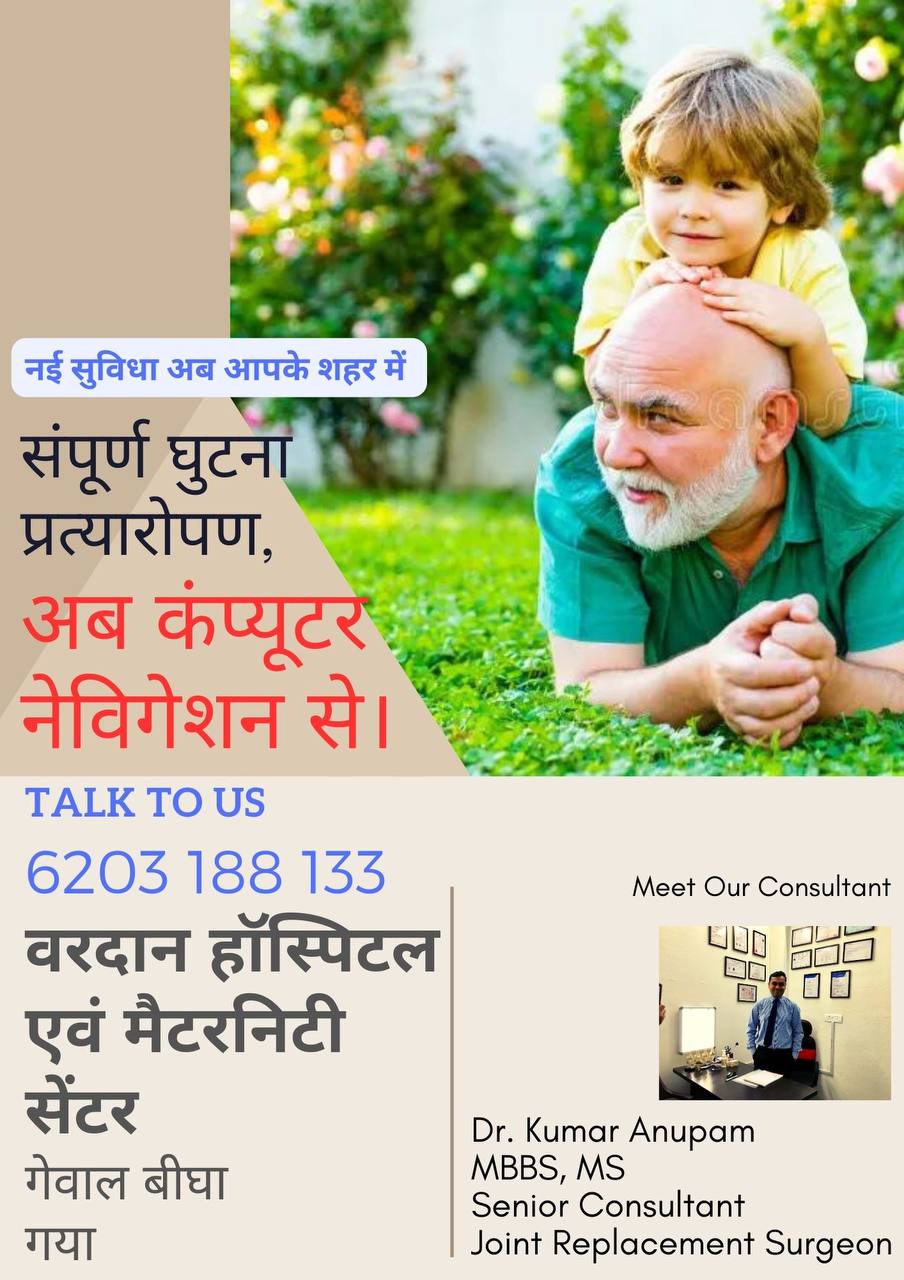 नई सुविधा अब आपके शहर में
संपूर्ण घुटना
प्रत्यारोपण,
अब कंप्यूटर
नेविगेशन से।
TALK TO US
6203 188 133
वरदान हॉस्पिटल
एवं मैटरनिटी
सेंटर
गेवाल बीघा
गया
Meet Our Consultant
Dr. Kumar Anupam
MBBS, MS
Senior Consultant
Joint Replacement Surgeon